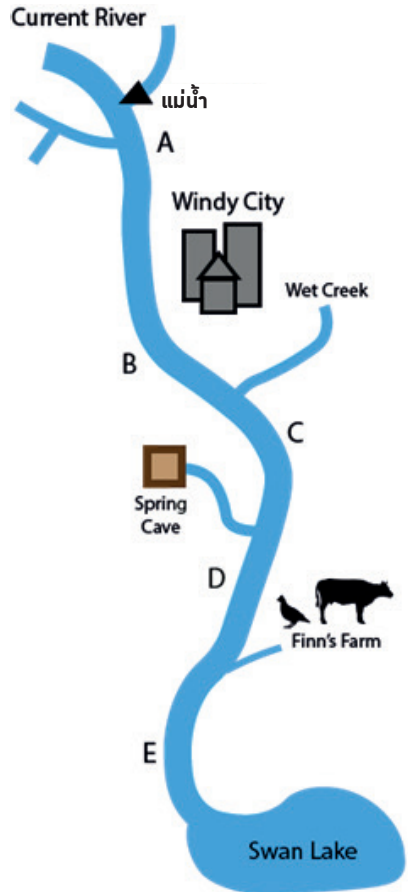 Current River
แม่น้ำ
A
Windy City
Wet Creek
B
C
Spring
Cave
D
Finn's Farm
E
Swan Lake